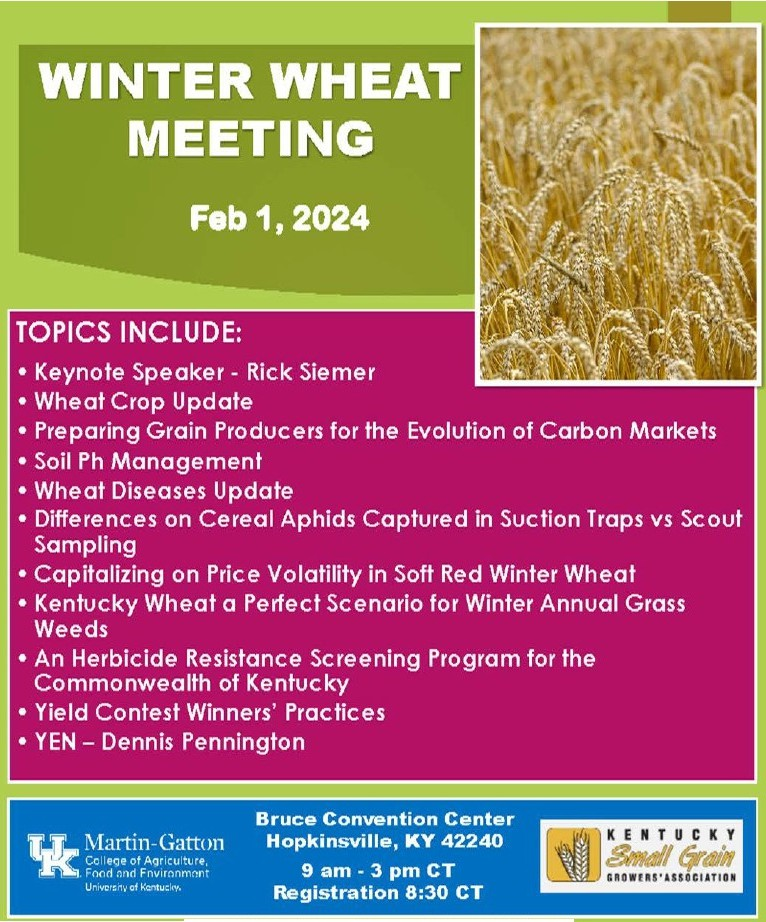 WINTER WHEAT
MEETING
Feb 1, 2024
TOPICS INCLUDE:
• Keynote Speaker - Rick Siemer
• Wheat Crop Update
• Preparing Grain Producers for the Evolution of Carbon Markets
• Soil Ph Management
• Wheat Diseases Update
• Differences on Cereal Aphids Captured in Suction Traps vs Scout
Sampling
• Capitalizing on Price Volatility in Soft Red Winter Wheat
• Kentucky Wheat a Perfect Scenario for Winter Annual Grass
Weeds
• An Herbicide Resistance Screening Program for the
Commonwealth of Kentucky
• Yield Contest Winners’ Practices
• YEN – Dennis Pennington
UK
Martin-Gatton
College of Agriculture,
Food and Environment
University of Kentucky.
Bruce Convention Center
Hopkinsville, KY 42240
9 am - 3 pm CT
Registration 8:30 CT
KENTUCKY
Small Grain
GROWERS' ASSOCIATION